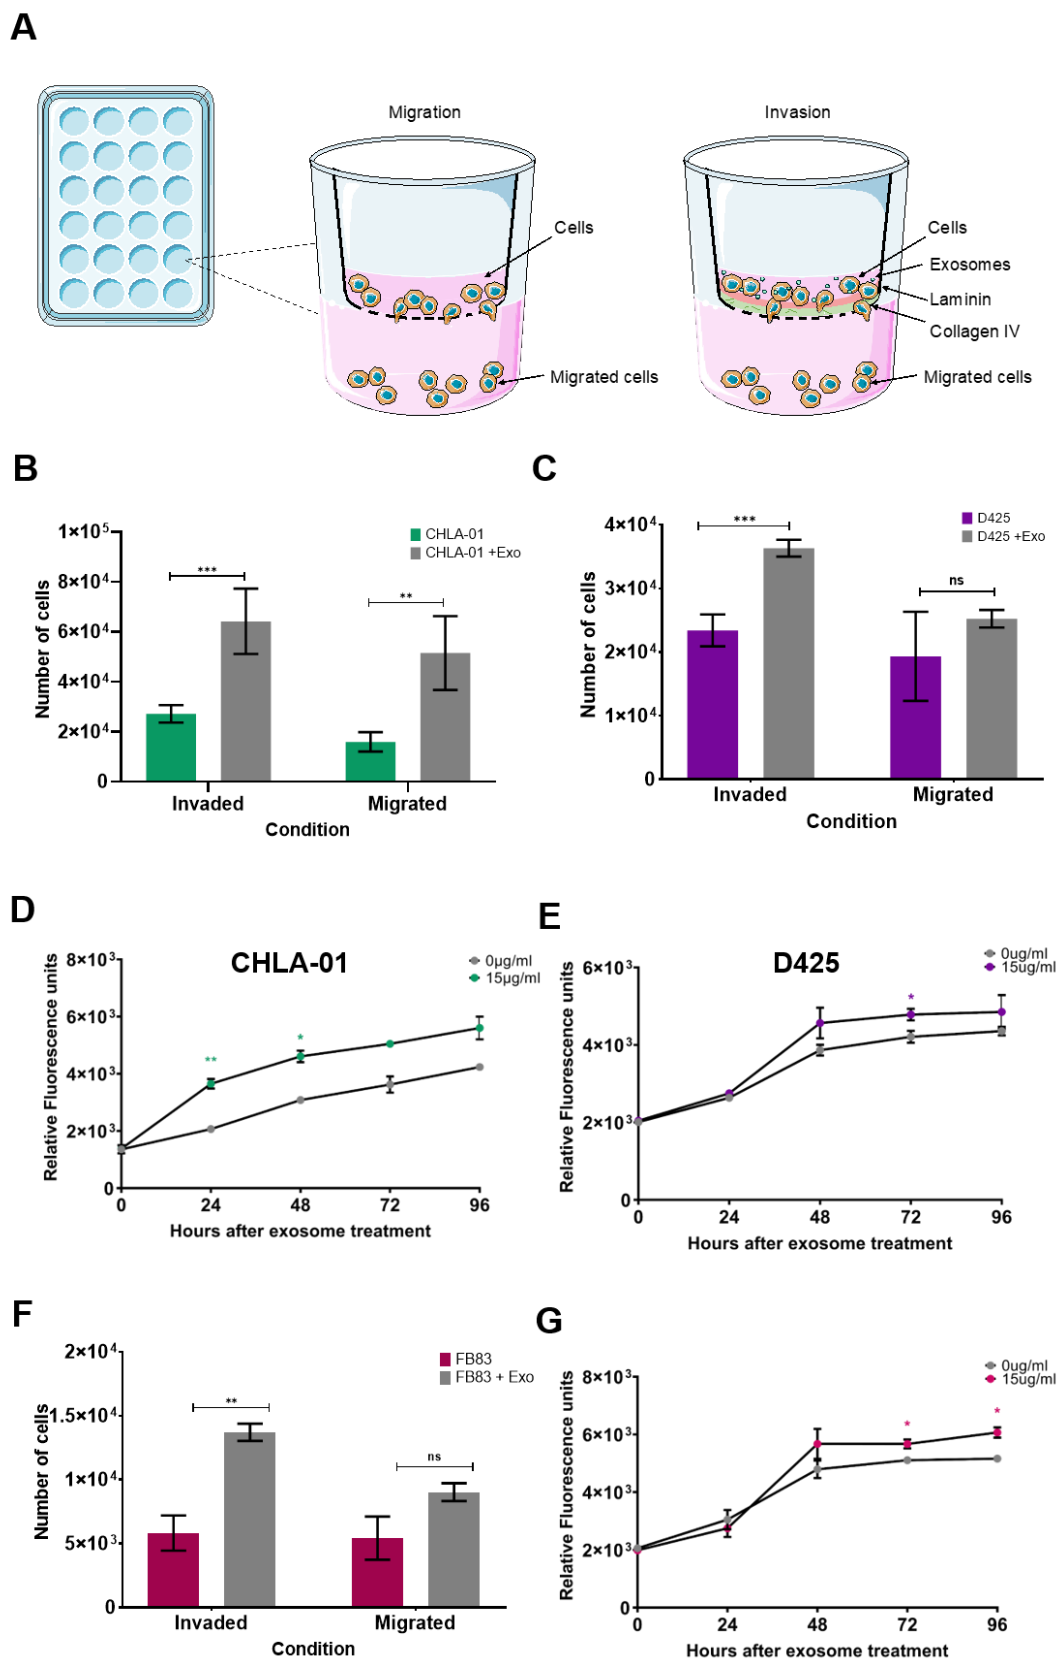 A
Migration
Invasion
Cells
Migrated cells
Cells
Exosomes
Laminin
Collagen IV
Migrated cells
B
1×10⁵
8×10⁴
6×10⁴
4×10⁴
2×10⁴
0
Number of cells
***
**
CHLA-01
CHLA-01 +Exo
Invaded
Migrated
Condition
C
4×10⁴
3×10⁴
2×10⁴
1×10⁴
0
Number of cells
***
ns
D425
D425 +Exo
Invaded
Migrated
Condition
D
CHLA-01
8×10³
6×10³
4×10³
2×10³
0
Relative Fluorescence units
**
*
0µg/ml
15µg/ml
0 24 48 72 96
Hours after exosome treatment
E
D425
6×10³
4×10³
2×10³
0
Relative Fluorescence units
*
0ug/ml
15ug/ml
0 24 48 72 96
Hours after exosome treatment
F
2×10⁴
1.5×10⁴
1×10⁴
5×10³
0
Number of cells
**
ns
FB83
FB83 + Exo
Invaded
Migrated
Condition
G
8×10³
6×10³
4×10³
2×10³
0
Relative Fluorescence units
*
*
0ug/ml
15ug/ml
0 24 48 72 96
Hours after exosome treatment